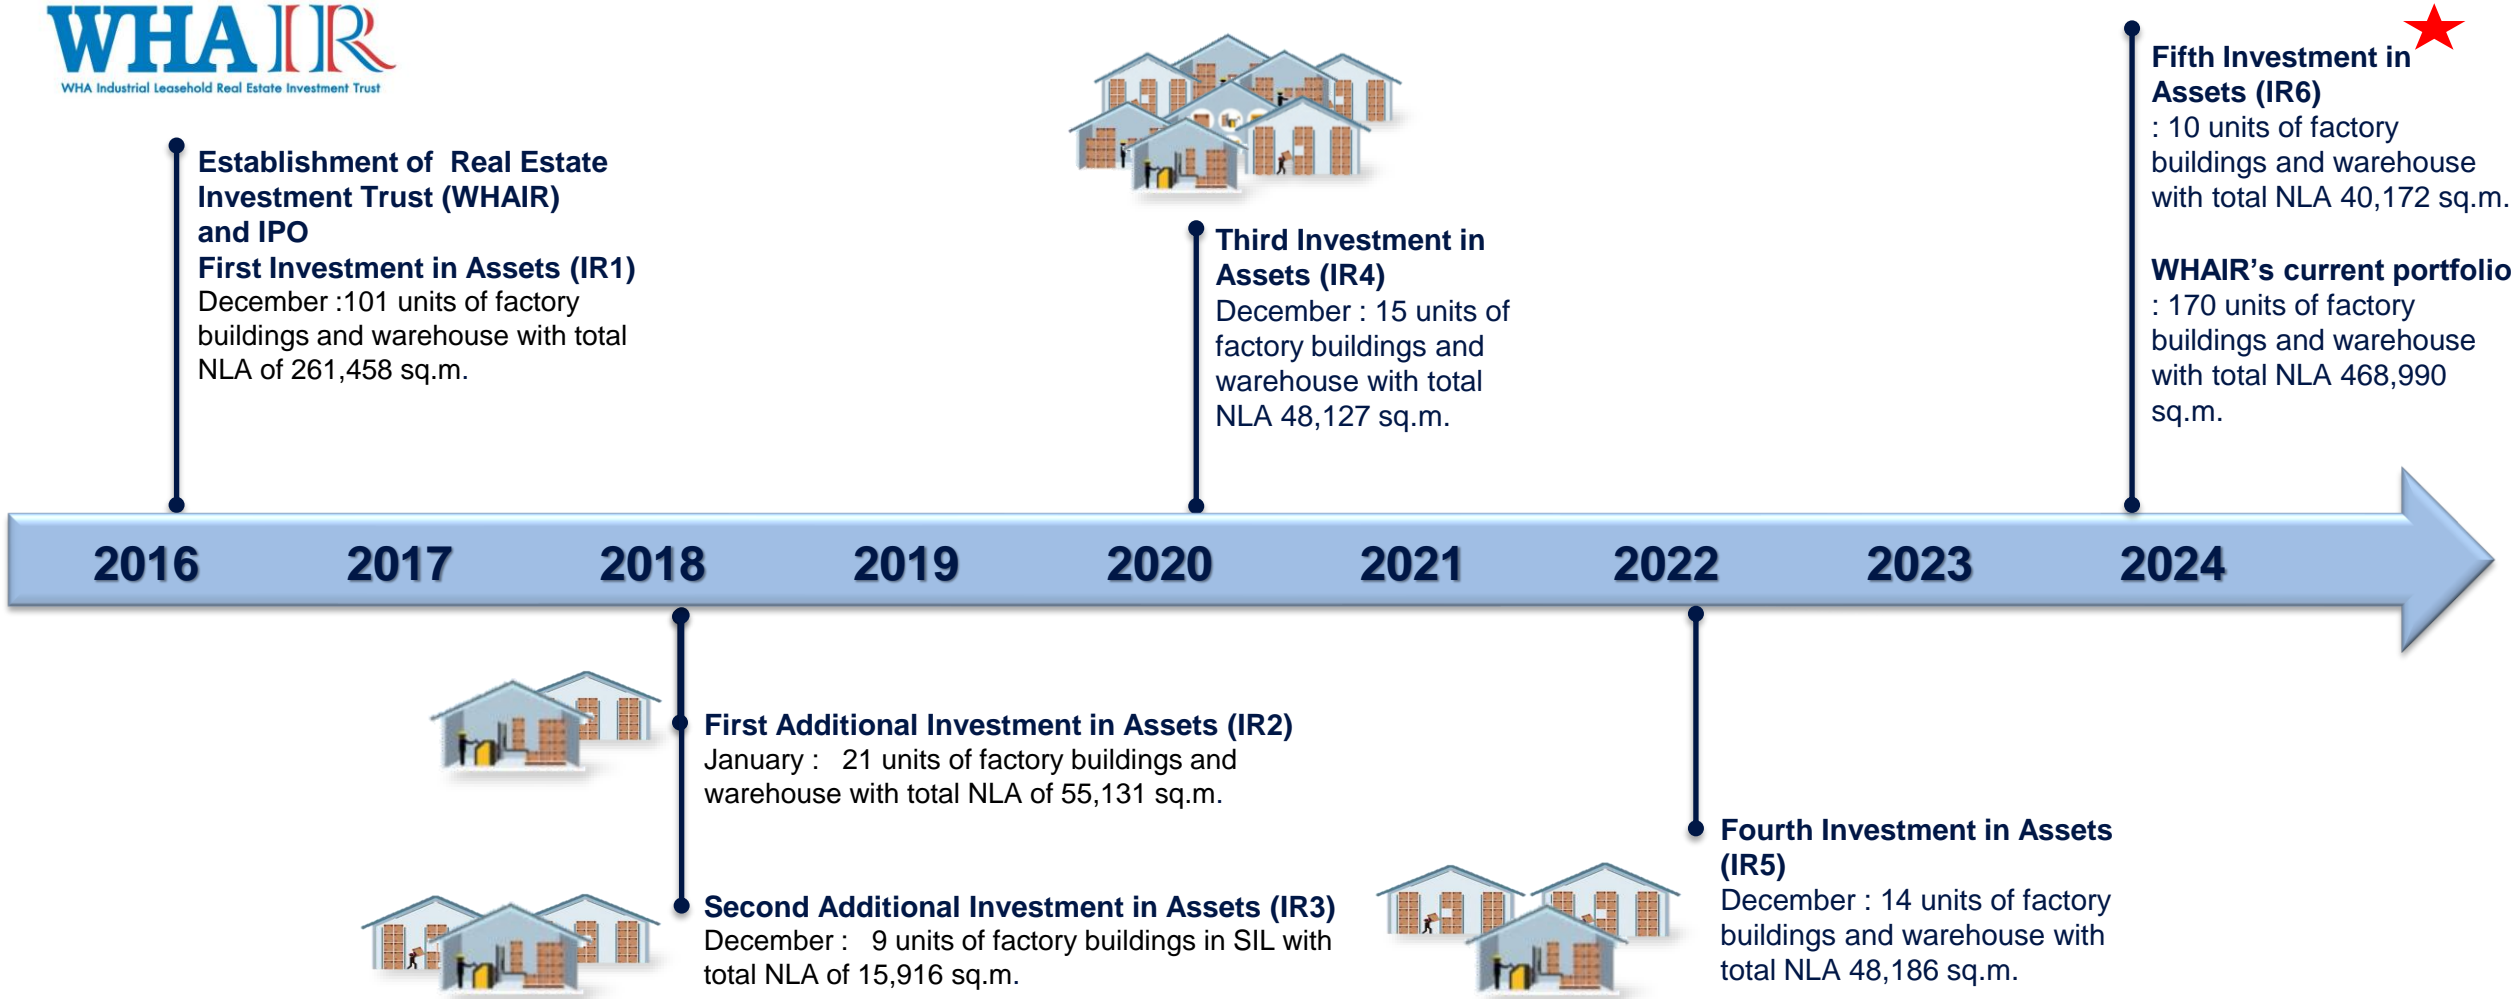 WHAIR
WHA Industrial Leasehold Real Estate Investment Trust
Establishment of Real Estate
Investment Trust (WHAIR)
and IPO
First Investment in Assets (IR1)
December :101 units of factory
buildings and warehouse with total
NLA of 261,458 sq.m.
Third Investment in
Assets (IR4)
December : 15 units of
factory buildings and
warehouse with total
NLA 48,127 sq.m.
Fifth Investment in
Assets (IR6)
: 10 units of factory
buildings and warehouse
with total NLA 40,172 sq.m.
WHAIR’s current portfolio
: 170 units of factory
buildings and warehouse
with total NLA 468,990
sq.m.
2016 2017 2018 2019 2020 2021 2022 2023 2024
First Additional Investment in Assets (IR2)
January : 21 units of factory buildings and
warehouse with total NLA of 55,131 sq.m.
Second Additional Investment in Assets (IR3)
December : 9 units of factory buildings in SIL with
total NLA of 15,916 sq.m.
Fourth Investment in Assets
(IR5)
December : 14 units of factory
buildings and warehouse with
total NLA 48,186 sq.m.